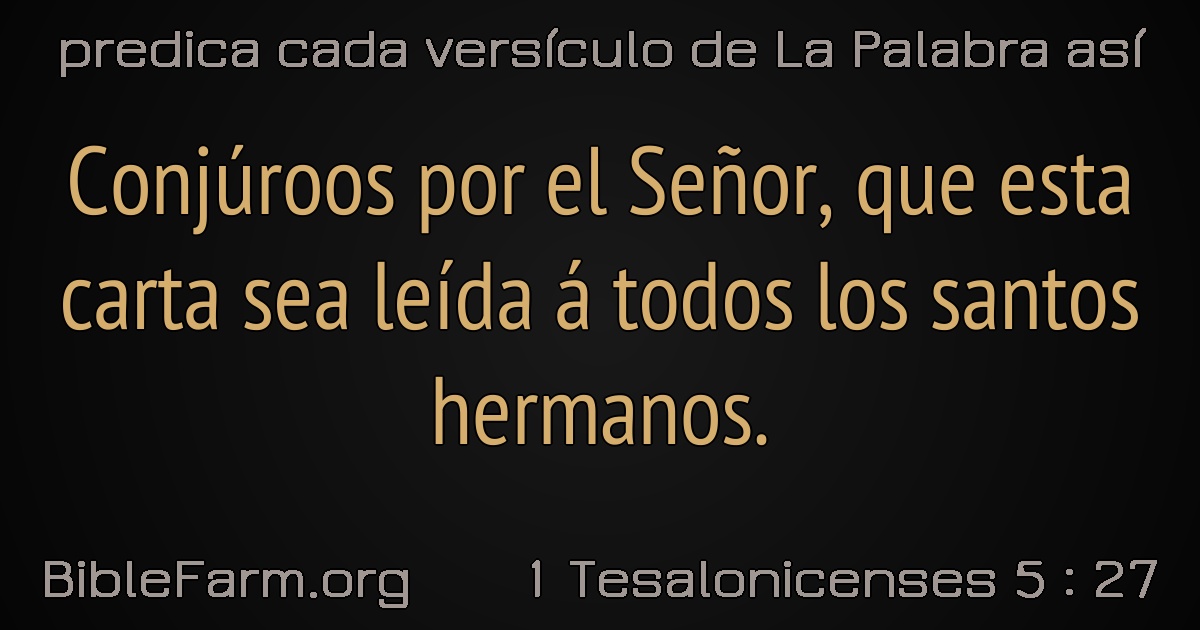 predica cada versículo de La Palabra así
Conjúroos por el Señor, que esta
carta sea leída á todos los santos
hermanos.
BibleFarm.org 1 Tesalonicenses 5 : 27